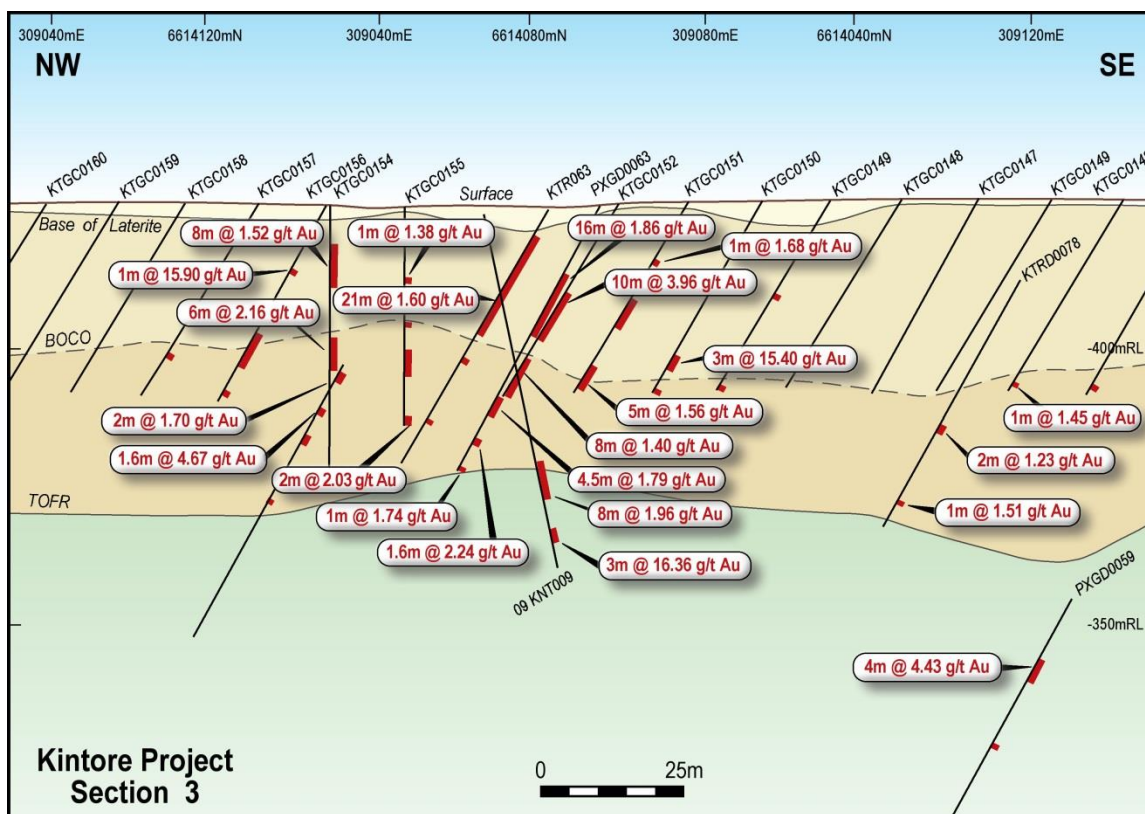 309040mE 6614120mN 309040mE 6614080mN 309080mE 6614040mN 309120mE
NW SE
KTGC0160
KTGC0159
KTGC0158
KTGC0157
KTGC0156
KTGC0154
KTGC0155
Surface
KTR063
PXGD0063
KTGC0152
KTGC0151
KTGC0150
KTGC0149
KTGC0148
KTGC0147
KTGC0149
Base of Laterite
8m @ 1.52 g/t Au
1m @ 1.38 g/t Au
16m @ 1.86 g/t Au
1m @ 1.68 g/t Au
KTRD0078
1m @ 15.90 g/t Au
10m @ 3.96 g/t Au
21m @ 1.60 g/t Au
6m @ 2.16 g/t Au
BOCO
-400mRL
3m @ 15.40 g/t Au
2m @ 1.70 g/t Au
5m @ 1.56 g/t Au
1m @ 1.45 g/t Au
8m @ 1.40 g/t Au
1.6m @ 4.67 g/t Au
2m @ 1.23 g/t Au
2m @ 2.03 g/t Au
4.5m @ 1.79 g/t Au
TOFR
1m @ 1.74 g/t Au
8m @ 1.96 g/t Au
1m @ 1.51 g/t Au
1.6m @ 2.24 g/t Au
3m @ 16.36 g/t Au
09 KNT009
PXGD0059
-350mRL
4m @ 4.43 g/t Au
Kintore Project
Section 3
0 25m